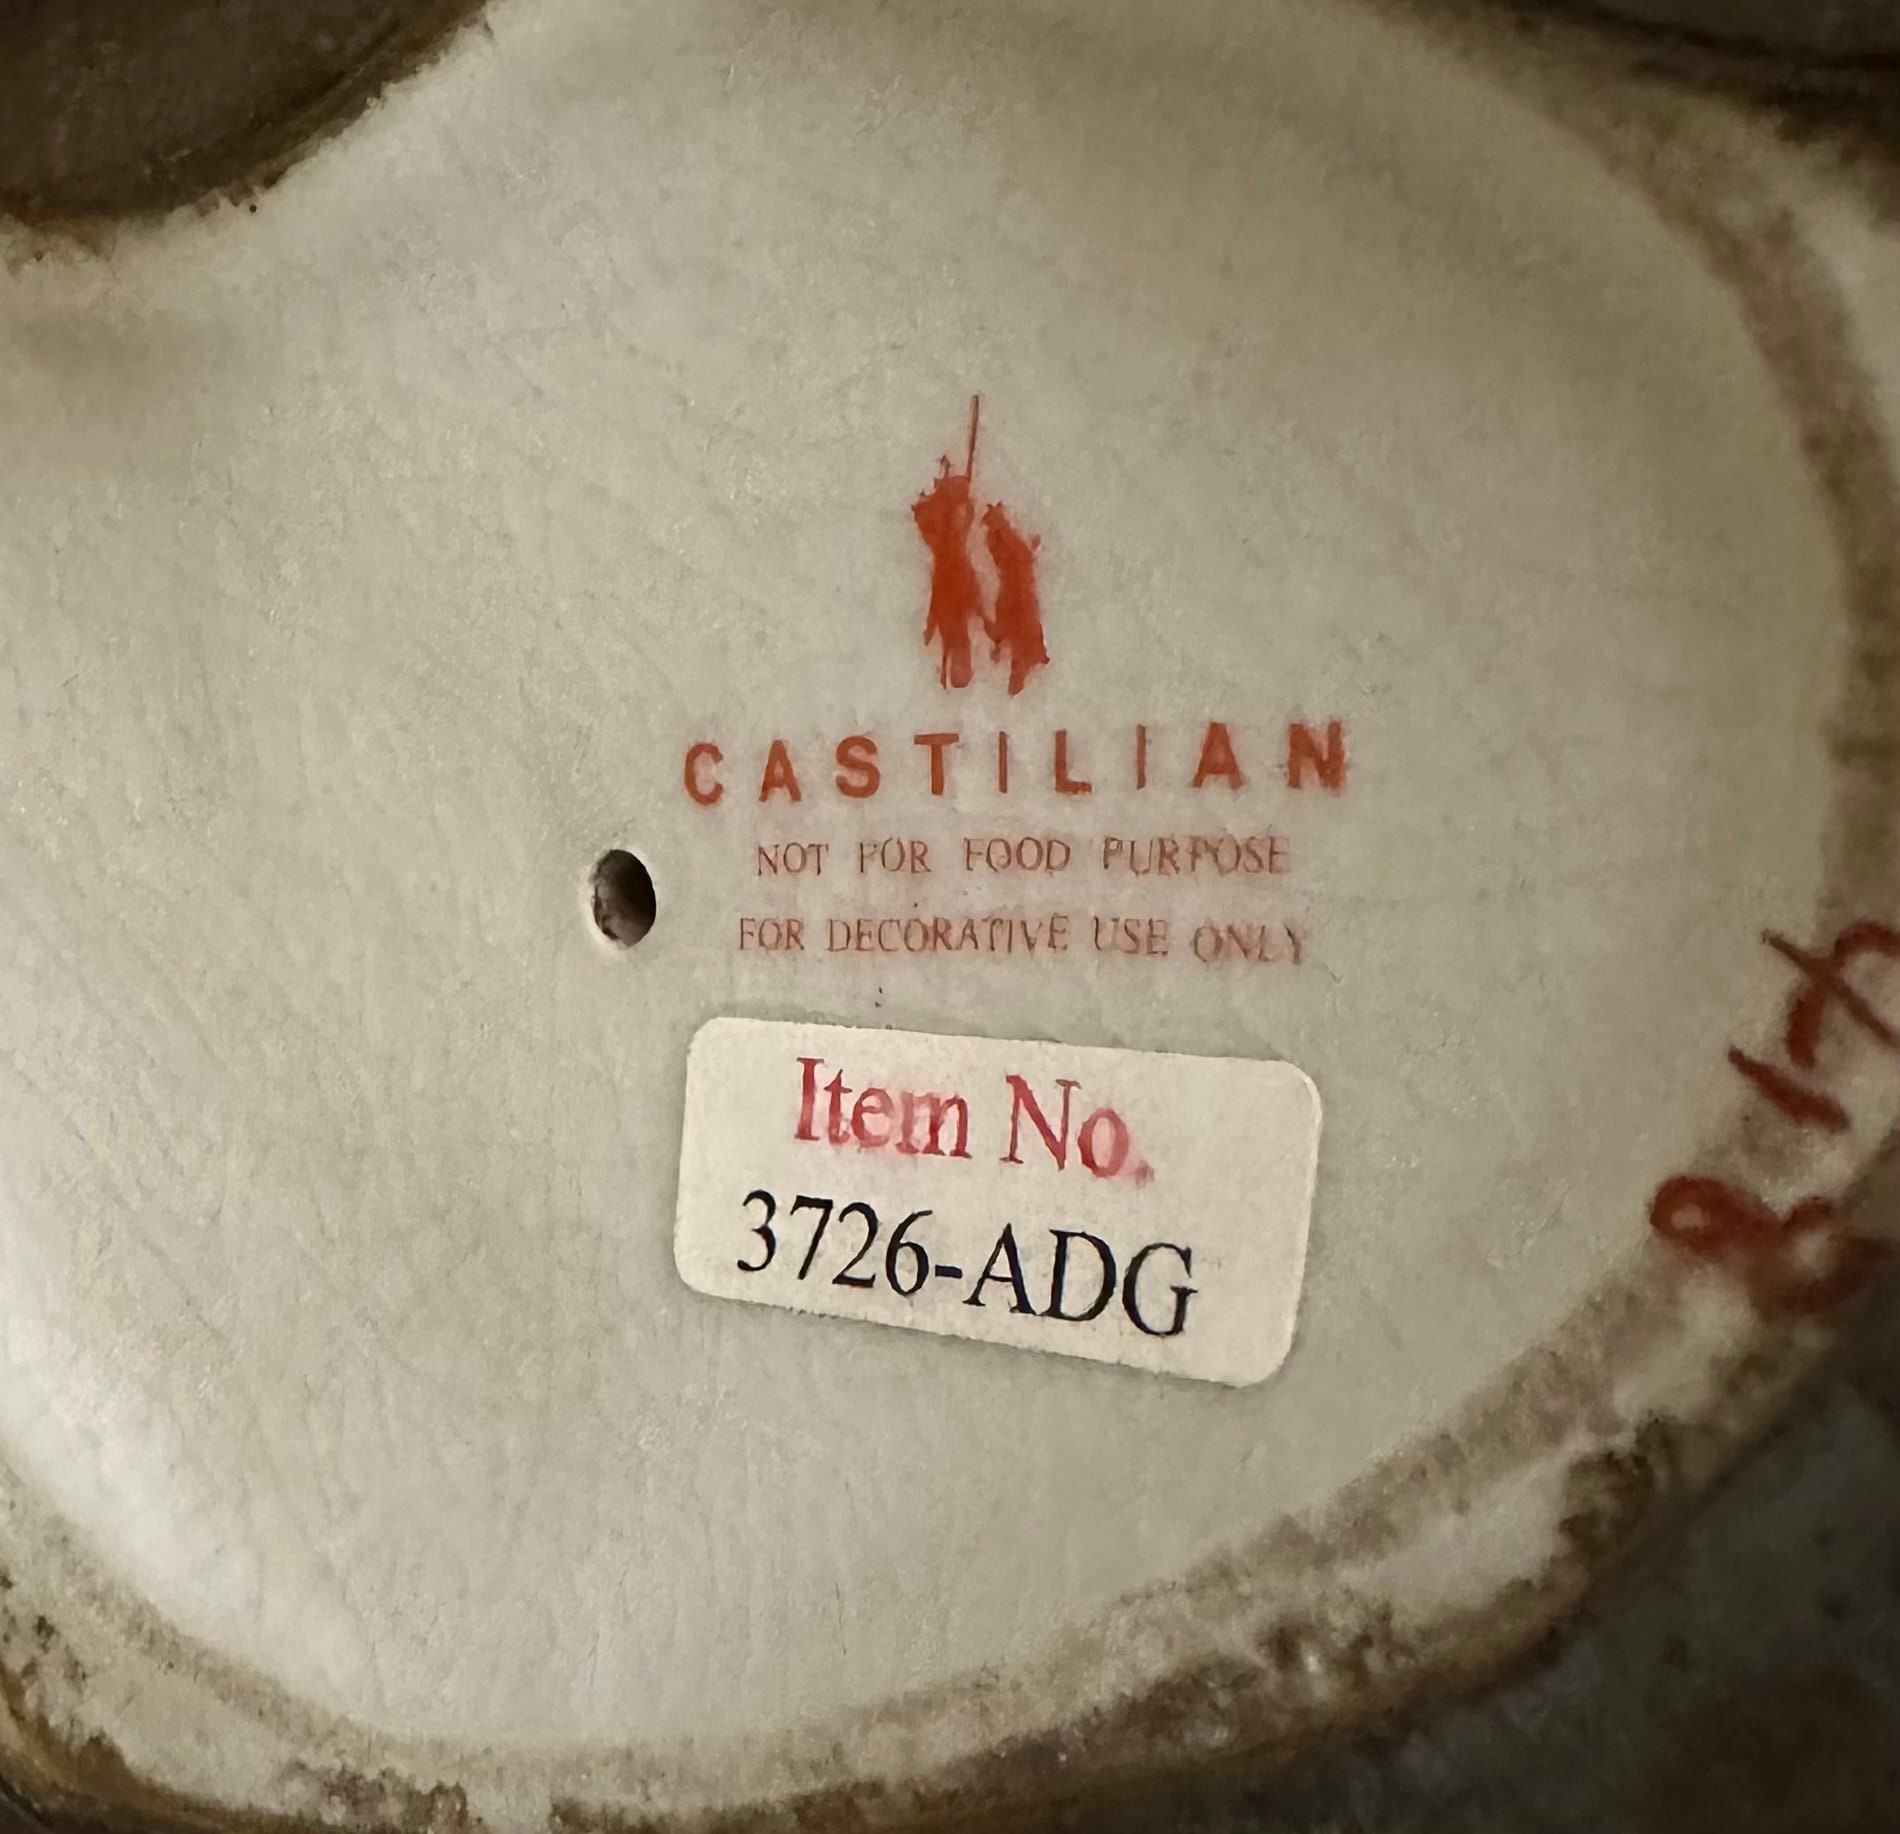 CASTILIAN
NOT FOR FOOD PURPOSE
FOR DECORATIVE USE ONLY
Item No.
3726-ADG